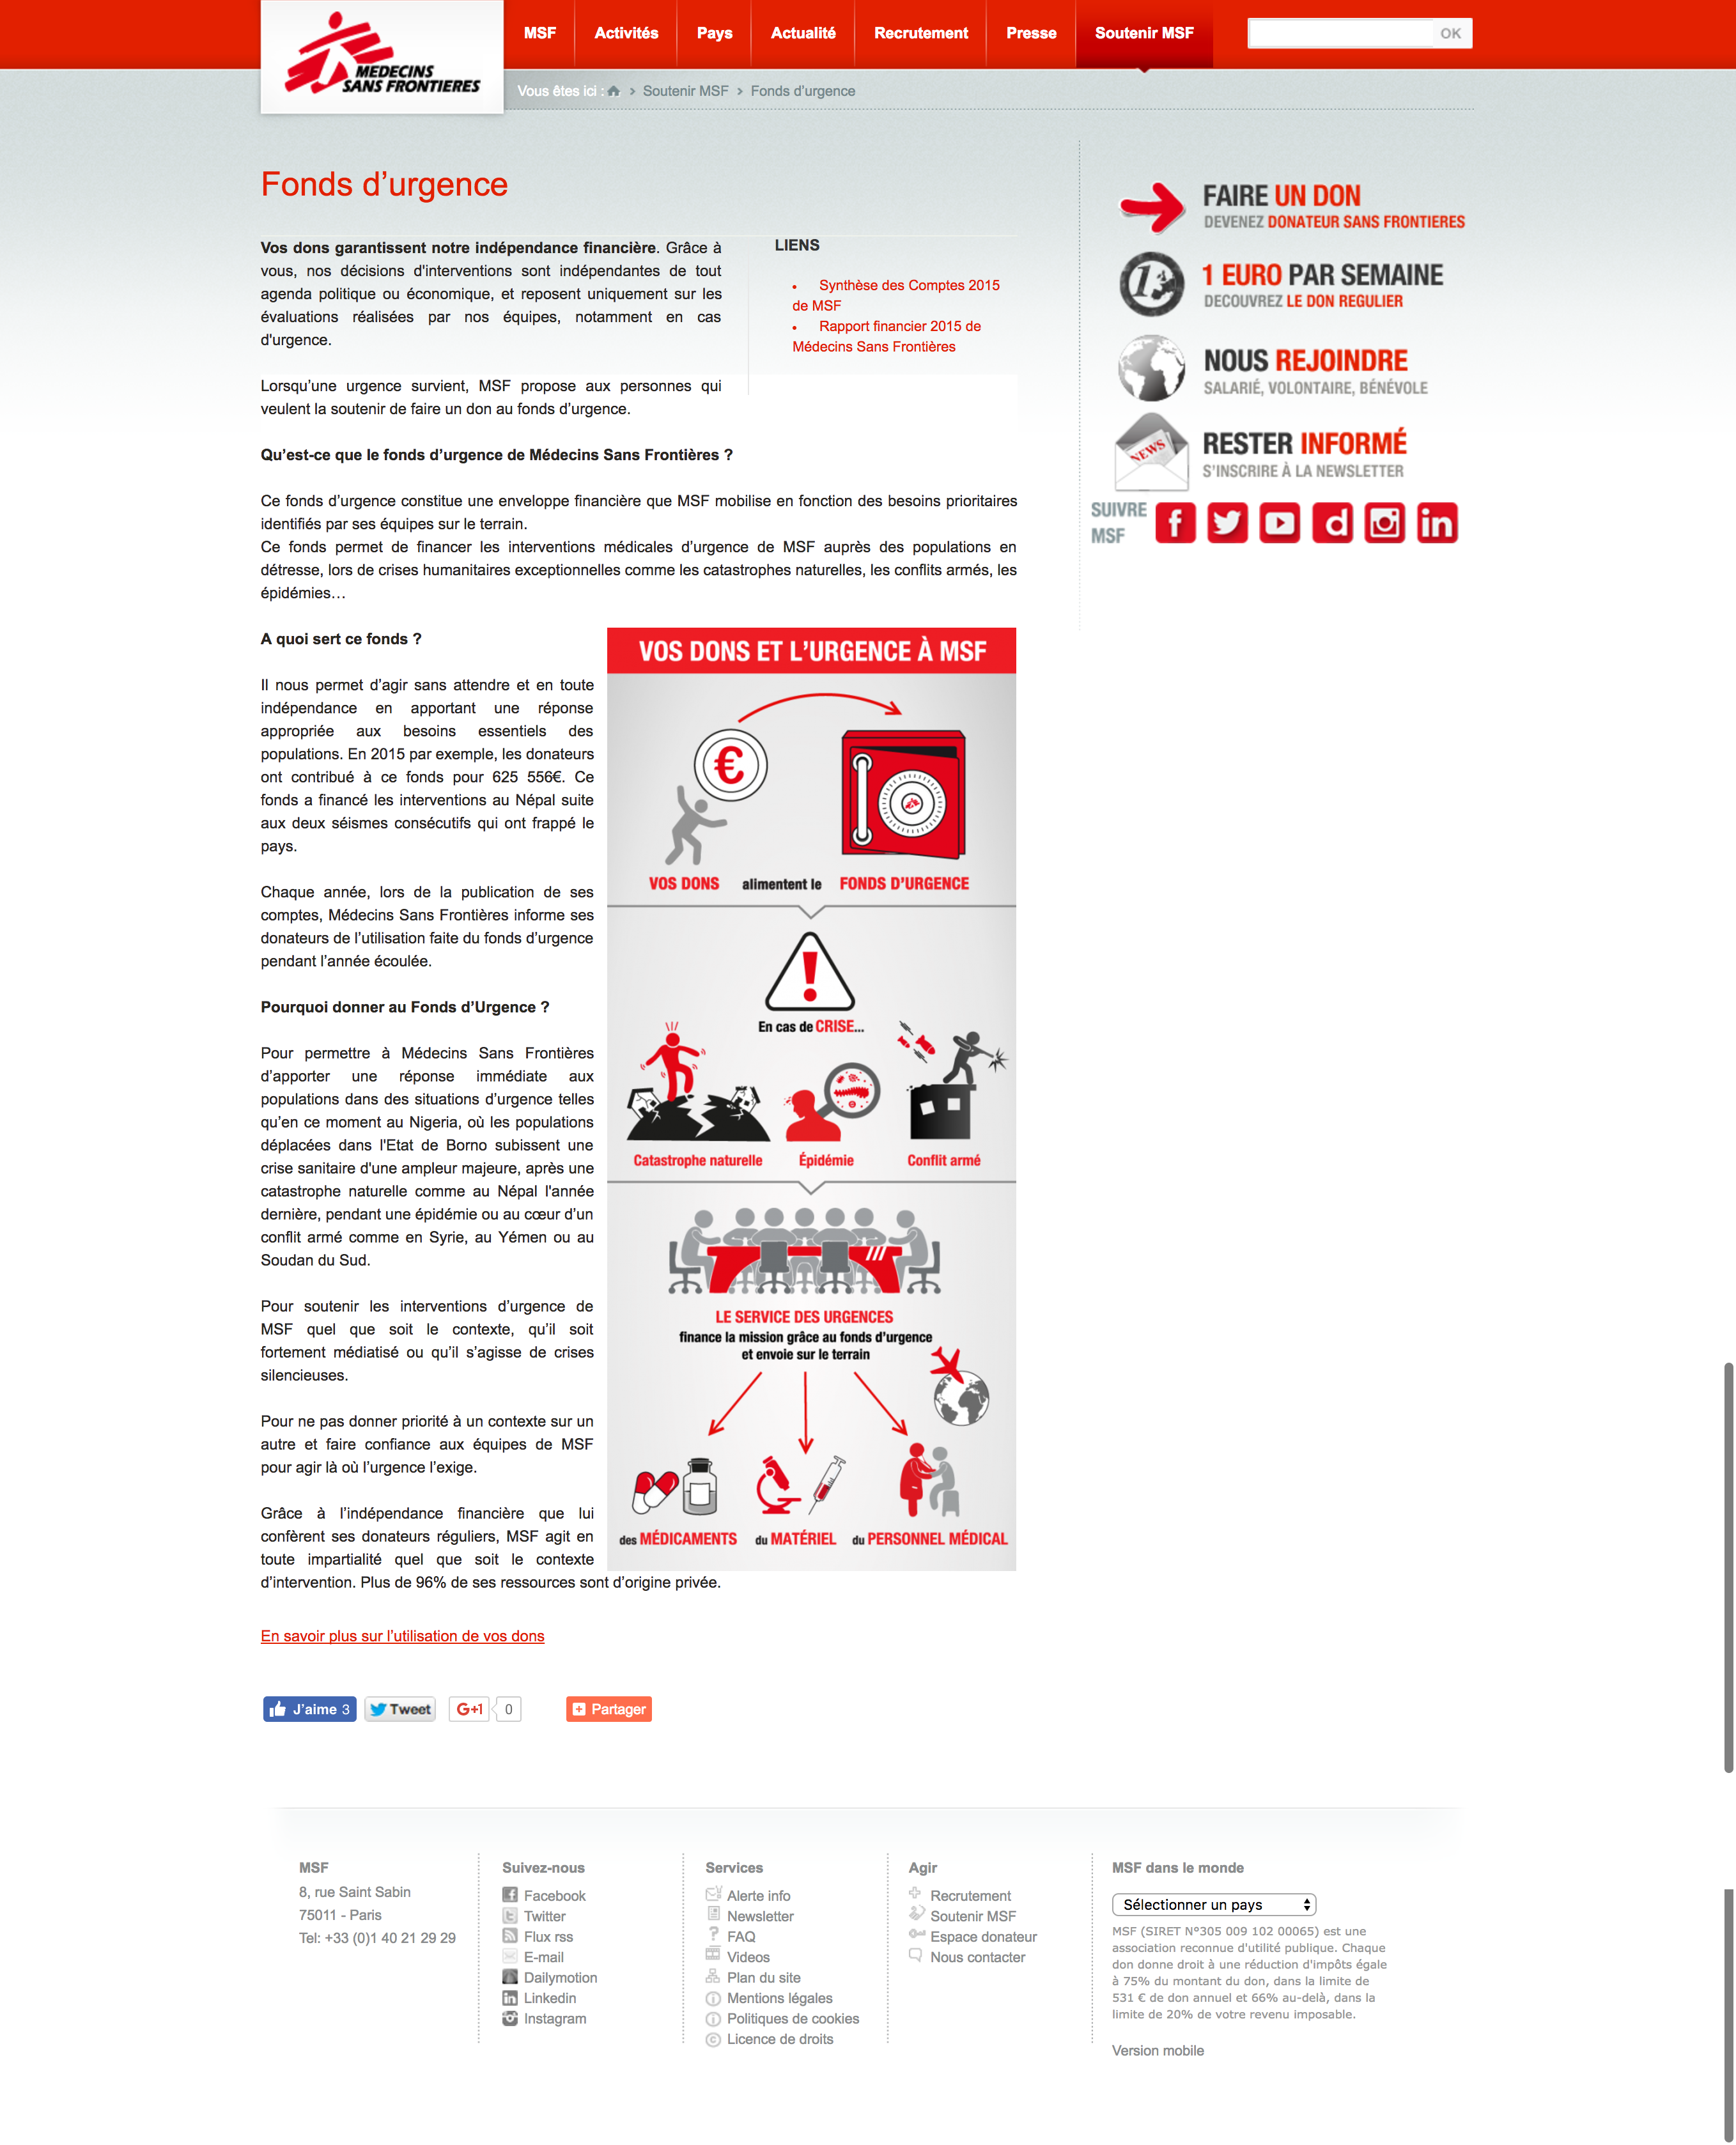 MEDECINS
SANS FRONTIERES
MSF
Activités
Pays
Actualité
Recrutement
Presse
Soutenir MSF
OK
Vous êtes ici : > Soutenir MSF > Fonds d’urgence
Fonds d’urgence
Vos dons garantissent notre indépendance financière. Grâce à
vous, nos décisions d'interventions sont indépendantes de tout
agenda politique ou économique, et reposent uniquement sur les
évaluations réalisées par nos équipes, notamment en cas
d'urgence.
Lorsqu’une urgence survient, MSF propose aux personnes qui
veulent la soutenir de faire un don au fonds d’urgence.
LIENS
• Synthèse des Comptes 2015
de MSF
• Rapport financier 2015 de
Médecins Sans Frontières
Qu’est-ce que le fonds d’urgence de Médecins Sans Frontières ?
Ce fonds d’urgence constitue une enveloppe financière que MSF mobilise en fonction des besoins prioritaires
identifiés par ses équipes sur le terrain.
Ce fonds permet de financer les interventions médicales d’urgence de MSF auprès des populations en
détresse, lors de crises humanitaires exceptionnelles comme les catastrophes naturelles, les conflits armés, les
épidémies…
A quoi sert ce fonds ?
Il nous permet d’agir sans attendre et en toute
indépendance en apportant une réponse
appropriée aux besoins essentiels des
populations. En 2015 par exemple, les donateurs
ont contribué à ce fonds pour 625 556€. Ce
fonds a financé les interventions au Népal suite
aux deux séismes consécutifs qui ont frappé le
pays.
Chaque année, lors de la publication de ses
comptes, Médecins Sans Frontières informe ses
donateurs de l’utilisation faite du fonds d’urgence
pendant l’année écoulée.
Pourquoi donner au Fonds d’Urgence ?
Pour permettre à Médecins Sans Frontières
d’apporter une réponse immédiate aux
populations dans des situations d’urgence telles
qu’en ce moment au Nigeria, où les populations
déplacées dans l'Etat de Borno subissent une
crise sanitaire d'une ampleur majeure, après une
catastrophe naturelle comme au Népal l'année
dernière, pendant une épidémie ou au cœur d’un
conflit armé comme en Syrie, au Yémen ou au
Soudan du Sud.
Pour soutenir les interventions d’urgence de
MSF quel que soit le contexte, qu’il soit
fortement médiatisé ou qu’il s’agisse de crises
silencieuses.
Pour ne pas donner priorité à un contexte sur un
autre et faire confiance aux équipes de MSF
pour agir là où l’urgence l’exige.
Grâce à l’indépendance financière que lui
confèrent ses donateurs réguliers, MSF agit en
toute impartialité quel que soit le contexte
d’intervention. Plus de 96% de ses ressources sont d’origine privée.
VOS DONS ET L’URGENCE À MSF
€
VOS DONS alimentent le FONDS D’URGENCE
!
En cas de CRISE...
Catastrophe naturelle
Épidémie
Conflit armé
LE SERVICE DES URGENCES
finance la mission grâce au fonds d’urgence
et envoie sur le terrain
des MÉDICAMENTS
du MATÉRIEL
du PERSONNEL MÉDICAL
En savoir plus sur l’utilisation de vos dons
J’aime 3
Tweet
G+1
0
Partager
FAIRE UN DON
DEVENEZ DONATEUR SANS FRONTIERES
1€
1 EURO PAR SEMAINE
DECOUVREZ LE DON REGULIER
NOUS REJOINDRE
SALARIÉ, VOLONTAIRE, BÉNÉVOLE
NEWS
RESTER INFORMÉ
S'INSCRIRE À LA NEWSLETTER
SUIVRE
MSF
MSF
8, rue Saint Sabin
75011 - Paris
Tel: +33 (0)1 40 21 29 29
Suivez-nous
Facebook
Twitter
Flux rss
E-mail
Dailymotion
Linkedin
Instagram
Services
Alerte info
Newsletter
FAQ
Videos
Plan du site
Mentions légales
Politiques de cookies
Licence de droits
Agir
Recrutement
Soutenir MSF
Espace donateur
Nous contacter
MSF dans le monde
Sélectionner un pays
MSF (SIRET N°305 009 102 00065) est une
association reconnue d'utilité publique. Chaque
don donne droit à une réduction d'impôts égale
à 75% du montant du don, dans la limite de
531 € de don annuel et 66% au-delà, dans la
limite de 20% de votre revenu imposable.
Version mobile